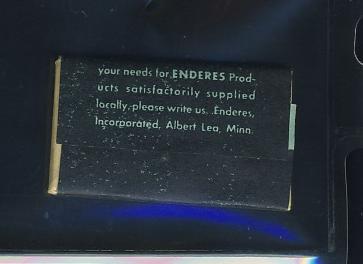 your needs for ENDERES Prod-
ucts satisfactorily supplied
locally, please write us. Enderes,
Incorporated, Albert Lea, Minn.